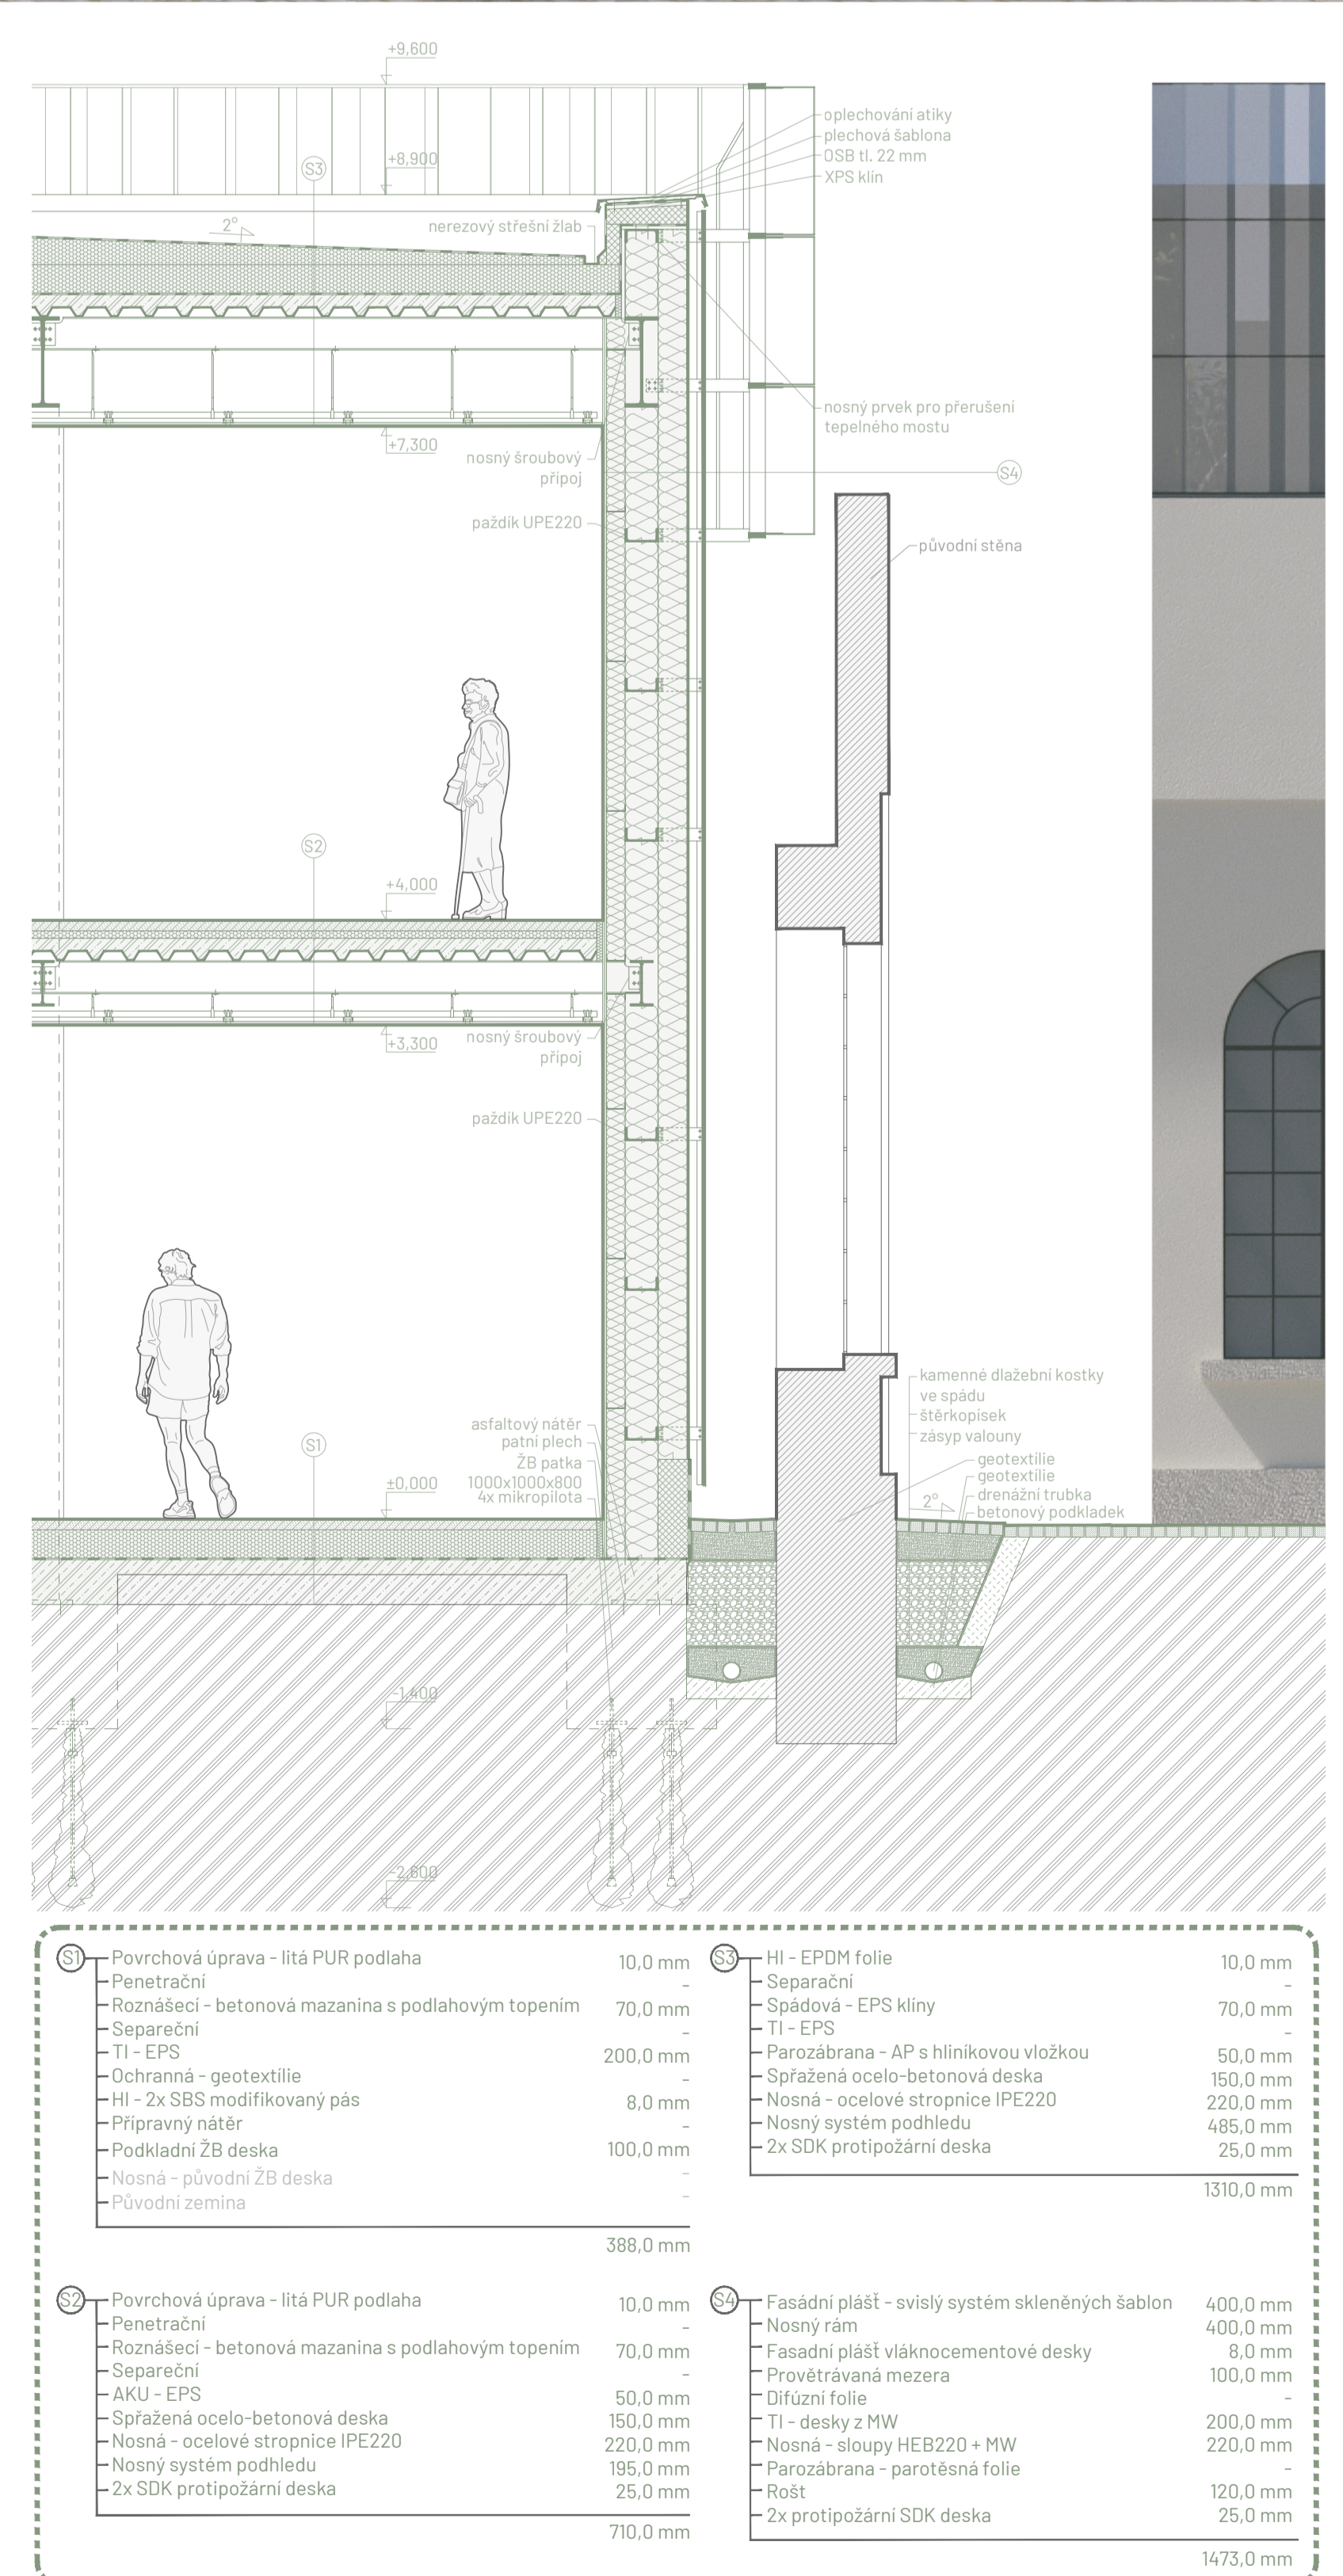 +9,600
oplechování atiky
plechová šablona
OSB tl. 22 mm
XPS klín
+8,900
S3
2°
nerezový střešní žlab
nosný prvek pro přerušení
tepelného mostu
+7,300
nosný šroubový
přípoj
S4
paždík UPE220
původní stěna
S2
+4,000
+3,300
nosný šroubový
přípoj
paždík UPE220
kamenné dlažební kostky
ve spádu
štěrkopísek
zásyp valouny
asfaltový nátěr
patní plech
ŽB patka
1000x1000x800
4x mikropilota
S1
±0,000
geotextílie
geotextílie
drenážní trubka
betonový podkladek
2°
-1,400
-2,600
S1
Povrchová úprava - litá PUR podlaha 10,0 mm
Penetrační -
Roznášecí - betonová mazanina s podlahovým topením 70,0 mm
Separeční -
TI - EPS 200,0 mm
Ochranná - geotextílie -
HI - 2x SBS modifikovaný pás 8,0 mm
Přípravný nátěr -
Podkladní ŽB deska 100,0 mm
Nosná - původní ŽB deska -
Původní zemina -
388,0 mm
S2
Povrchová úprava - litá PUR podlaha 10,0 mm
Penetrační -
Roznášecí - betonová mazanina s podlahovým topením 70,0 mm
Separeční -
AKU - EPS 50,0 mm
Spřažená ocelo-betonová deska 150,0 mm
Nosná - ocelové stropnice IPE220 220,0 mm
Nosný systém podhledu 195,0 mm
2x SDK protipožární deska 25,0 mm
710,0 mm
S3
HI - EPDM folie 10,0 mm
Separační -
Spádová - EPS klíny 70,0 mm
TI - EPS -
Parozábrana - AP s hliníkovou vložkou 50,0 mm
Spřažená ocelo-betonová deska 150,0 mm
Nosná - ocelové stropnice IPE220 220,0 mm
Nosný systém podhledu 485,0 mm
2x SDK protipožární deska 25,0 mm
1310,0 mm
S4
Fasádní plášť - svislý systém skleněných šablon 400,0 mm
Nosný rám 400,0 mm
Fasadní plášť vláknocementové desky 8,0 mm
Provětrávaná mezera 100,0 mm
Difúzní folie -
TI - desky z MW 200,0 mm
Nosná - sloupy HEB220 + MW 220,0 mm
Parozábrana - parotěsná folie -
Rošt 120,0 mm
2x protipožární SDK deska 25,0 mm
1473,0 mm